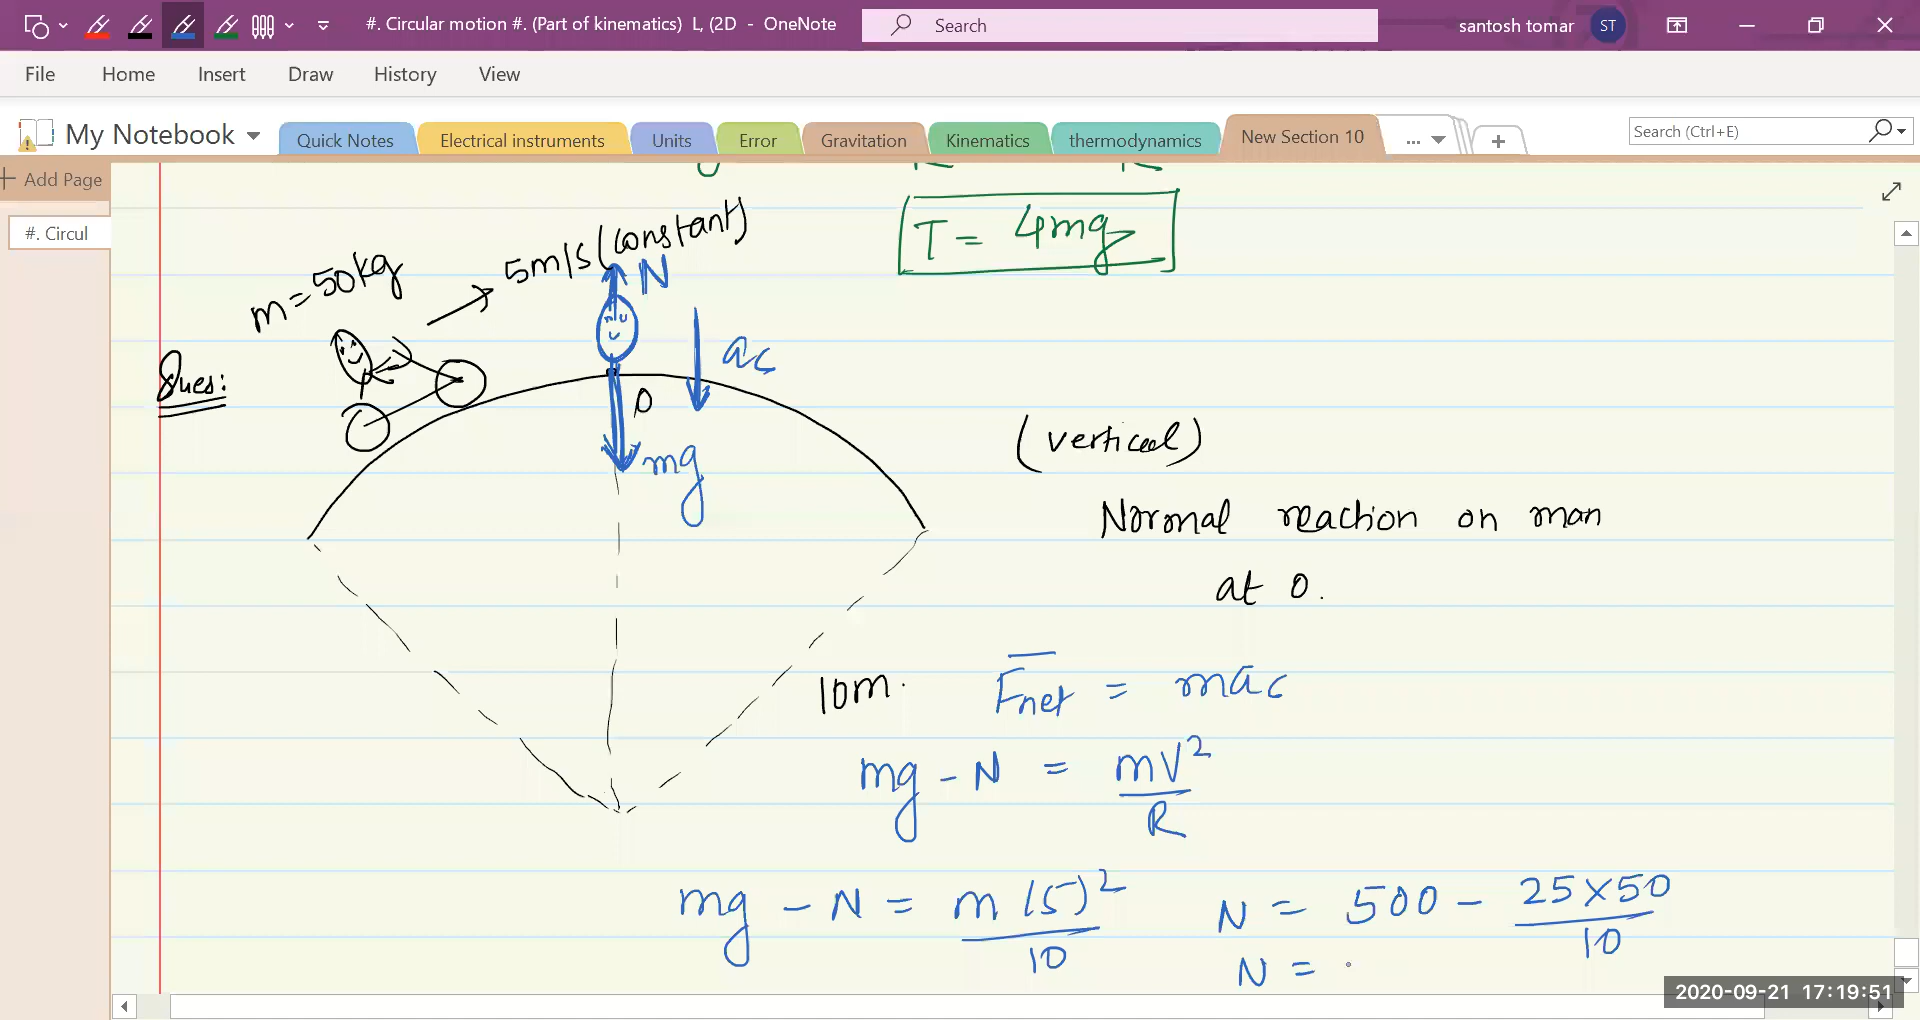 #. Circular motion #. (Part of kinematics)  L, (2D  -  OneNote
Search
santosh tomar
ST
File Home Insert Draw History View
My Notebook
Quick Notes
Electrical instruments
Units
Error
Gravitation
Kinematics
thermodynamics
New Section 10
...
+
Search (Ctrl+E)
+ Add Page
#. Circul
T = 4mg
m = 50kg
5m/s (constant)
N
ac
Ques:
O
mg
(vertical)
Normal reaction on man
at O.
10m.
Fnet = mac
mg - N = mv²/R
mg - N = m(5)²/10
N = 500 - 25×50/10
N =
2020-09-21 17:19:51